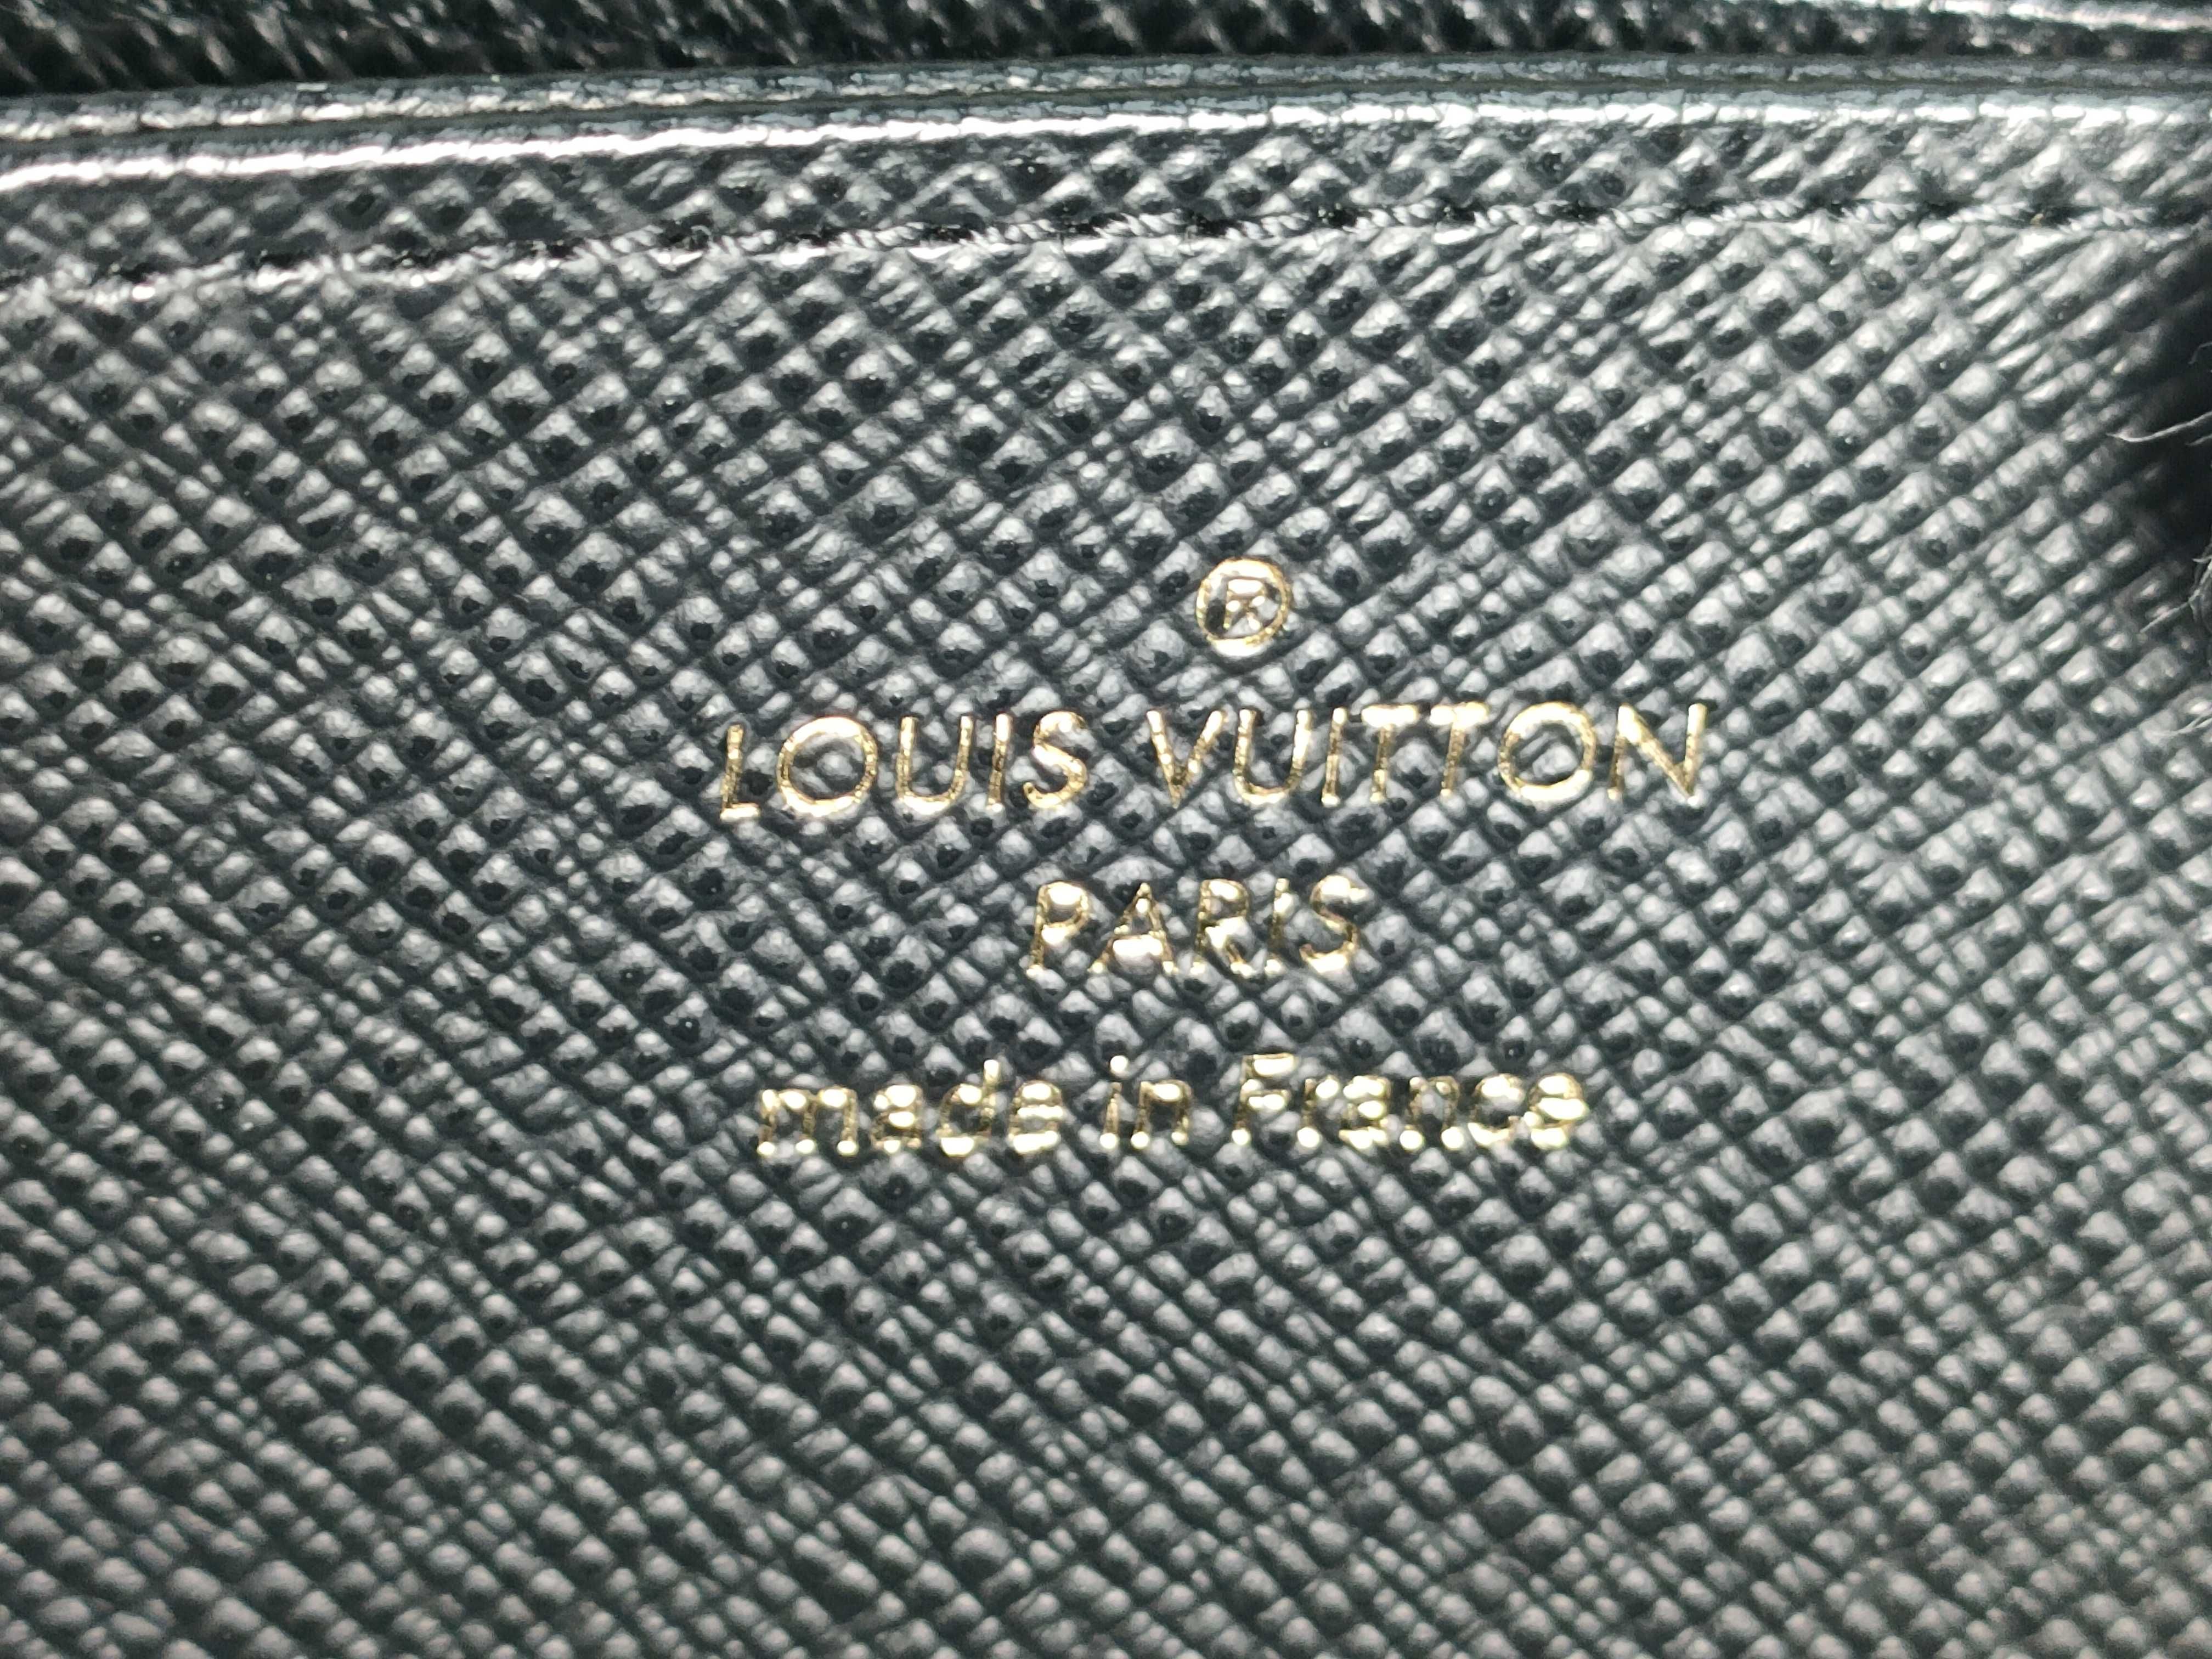 ®
LOUIS VUITTON
PARIS
made in France